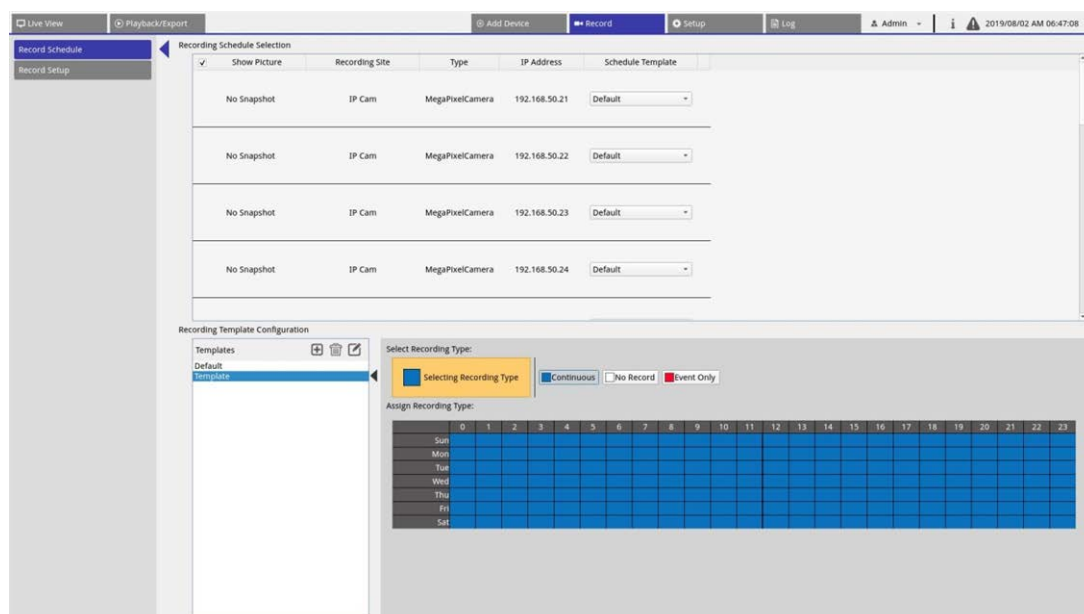 Live View Playback/Export Add Device Record Setup Log Admin i 2019/08/02 AM 06:47:08
Record Schedule
Record Setup
Recording Schedule Selection
Show Picture Recording Site Type IP Address Schedule Template
No Snapshot IP Cam MegaPixelCamera 192.168.50.21 Default
No Snapshot IP Cam MegaPixelCamera 192.168.50.22 Default
No Snapshot IP Cam MegaPixelCamera 192.168.50.23 Default
No Snapshot IP Cam MegaPixelCamera 192.168.50.24 Default
Recording Template Configuration
Templates
Default
Template
Select Recording Type:
Selecting Recording Type Continuous No Record Event Only
Assign Recording Type:
0 1 2 3 4 5 6 7 8 9 10 11 12 13 14 15 16 17 18 19 20 21 22 23
Sun
Mon
Tue
Wed
Thu
Fri
Sat